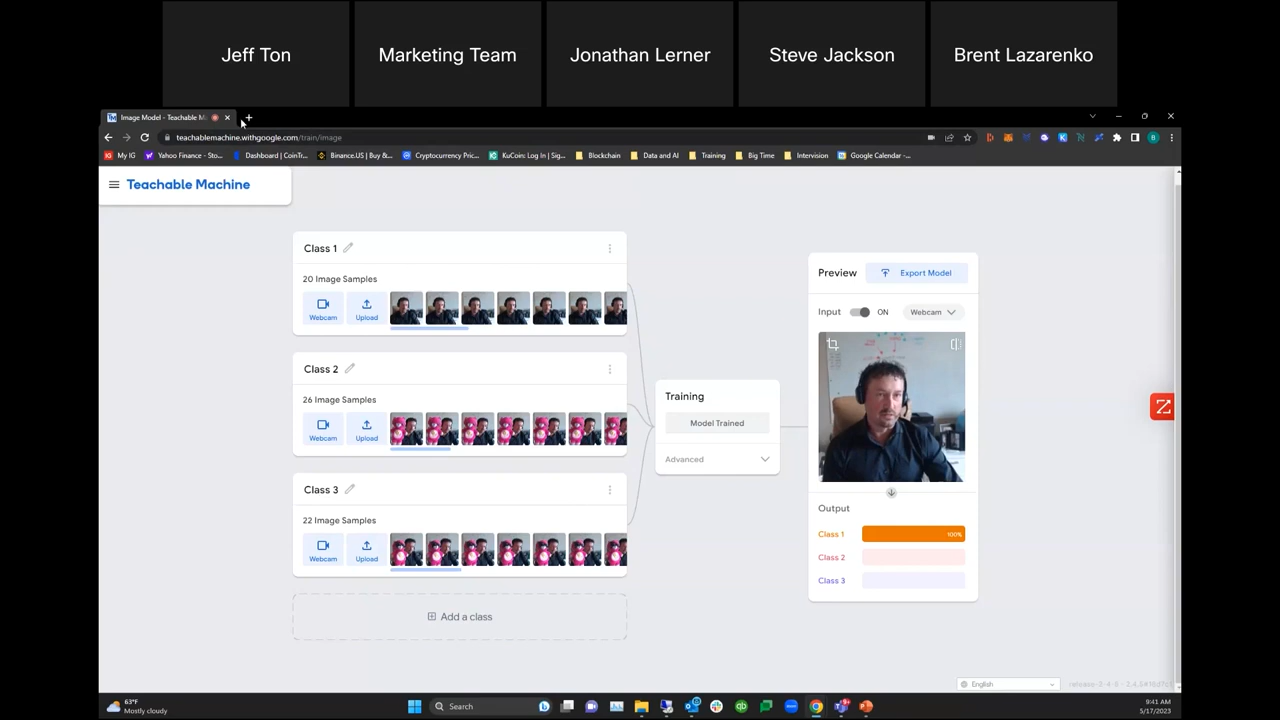 Jeff Ton
Marketing Team
Jonathan Lerner
Steve Jackson
Brent Lazarenko
Image Model - Teachable M
teachablemachine.withgoogle.com/train/image
My IG
Yahoo Finance - Sto...
Dashboard | CoinTr...
Binance.US | Buy &...
Cryptocurrency Pric...
KuCoin: Log In | Sig...
Blockchain
Data and AI
Training
Big Time
Intervision
Google Calendar -...
Teachable Machine
Class 1
20 Image Samples
Webcam
Upload
Class 2
26 Image Samples
Webcam
Upload
Class 3
22 Image Samples
Webcam
Upload
Add a class
Training
Model Trained
Advanced
Preview
Export Model
Input
ON
Webcam
Output
Class 1
100%
Class 2
Class 3
English
63°F
Mostly cloudy
Search
9:41 AM
5/17/2023